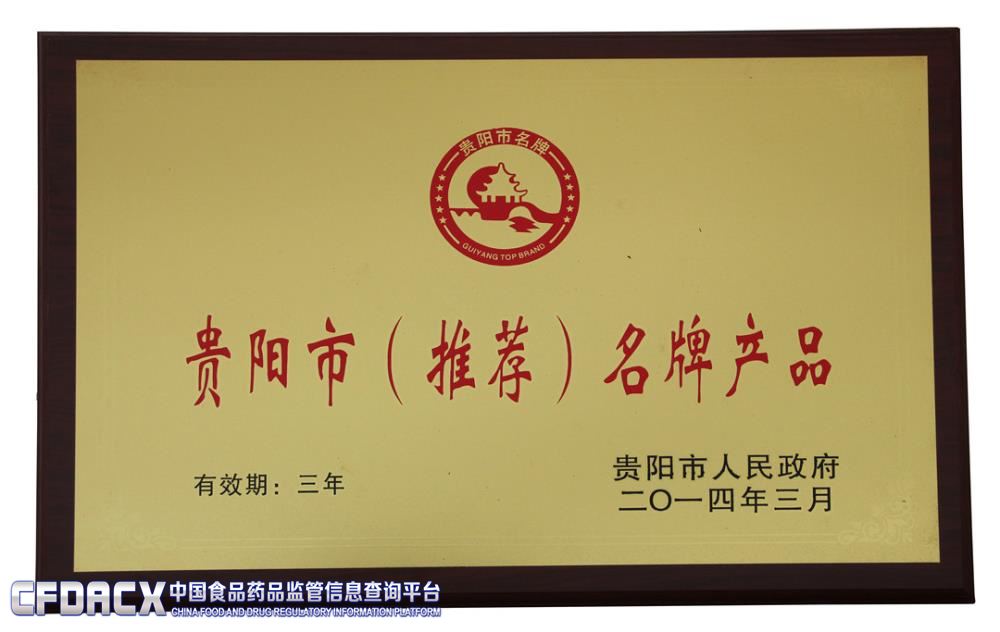 贵阳市名牌
GUIYANG TOP BRAND
贵阳市(推荐)名牌产品
有效期：三年
贵阳市人民政府
二〇一四年三月
CFDACX 中国食品药品监管信息查询平台
CHINA FOOD AND DRUG REGULATORY INFORMATION PLATFORM